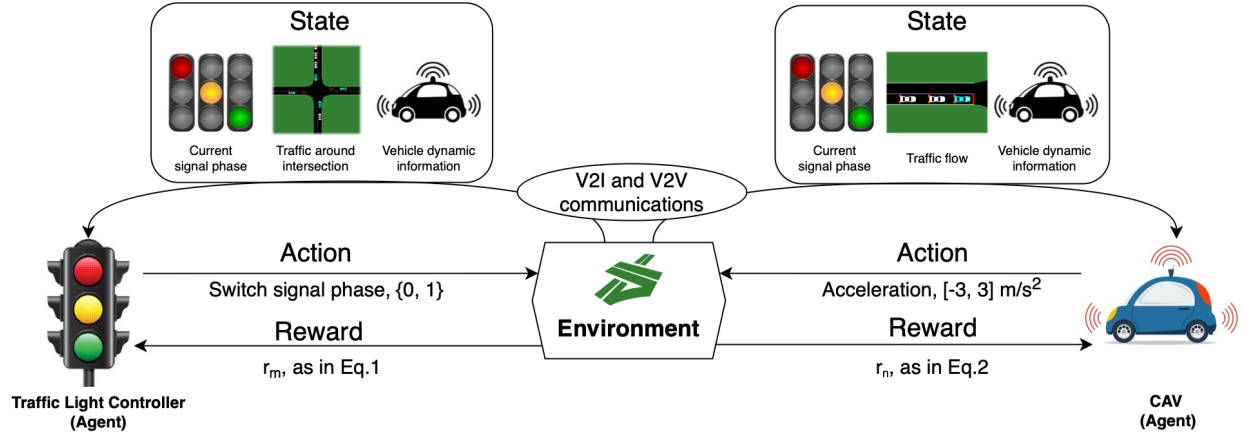 State
Current
signal phase
Traffic around
intersection
Vehicle dynamic
information
State
Current
signal phase
Traffic flow
Vehicle dynamic
information
V2I and V2V
communications
Action
Switch signal phase, {0, 1}
Reward
rₘ, as in Eq.1
Environment
Action
Acceleration, [-3, 3] m/s²
Reward
rₙ, as in Eq.2
Traffic Light Controller
(Agent)
CAV
(Agent)